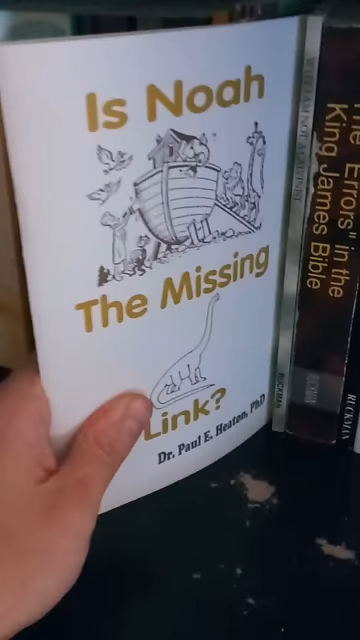 Is Noah
The Missing
Link?
Dr. Paul E. Heaton, PhD
The "Errors" in the
King James Bible
RUCKMAN
RUCKMAN